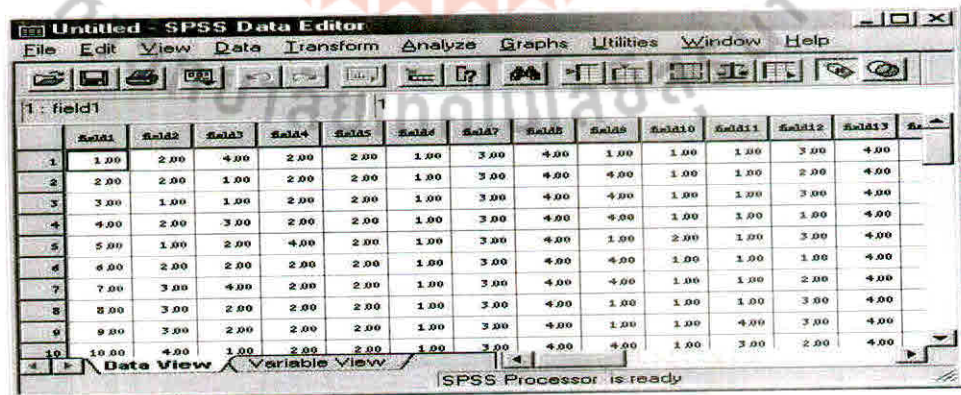 Untitled - SPSS Data Editor
File Edit View Data Transform Analyze Graphs Utilities Window Help
1 : field1 1
field1 field2 field3 field4 field5 field6 field7 field8 field9 field10 field11 field12 field13
1 1.00 2.00 4.00 2.00 2.00 1.00 3.00 4.00 1.00 1.00 1.00 3.00 4.00
2 2.00 2.00 1.00 2.00 2.00 1.00 3.00 4.00 4.00 1.00 1.00 2.00 4.00
3 3.00 1.00 1.00 2.00 2.00 1.00 3.00 4.00 4.00 1.00 1.00 3.00 4.00
4 4.00 2.00 3.00 2.00 2.00 1.00 3.00 4.00 4.00 1.00 1.00 1.00 4.00
5 5.00 1.00 2.00 4.00 2.00 1.00 3.00 4.00 1.00 2.00 1.00 3.00 4.00
6 6.00 2.00 2.00 2.00 2.00 1.00 3.00 4.00 4.00 1.00 1.00 1.00 4.00
7 7.00 3.00 4.00 2.00 2.00 1.00 3.00 4.00 4.00 1.00 1.00 2.00 4.00
8 8.00 3.00 2.00 2.00 2.00 1.00 3.00 4.00 1.00 1.00 1.00 3.00 4.00
9 9.00 3.00 2.00 2.00 2.00 1.00 3.00 4.00 1.00 1.00 4.00 3.00 4.00
10 10.00 4.00 1.00 2.00 2.00 1.00 3.00 4.00 4.00 1.00 3.00 2.00 4.00
Data View Variable View
SPSS Processor is ready